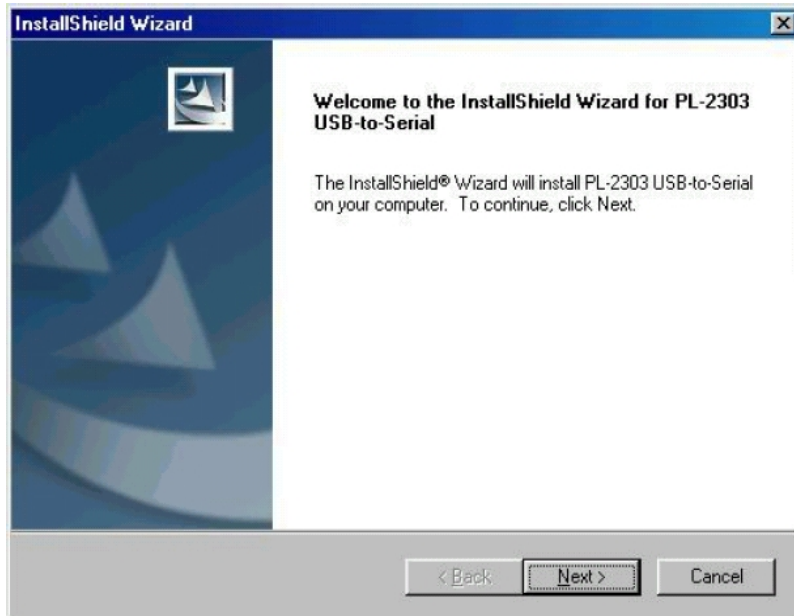 InstallShield Wizard
Welcome to the InstallShield Wizard for PL-2303
USB-to-Serial
The InstallShield® Wizard will install PL-2303 USB-to-Serial
on your computer.  To continue, click Next.
< Back
Next >
Cancel